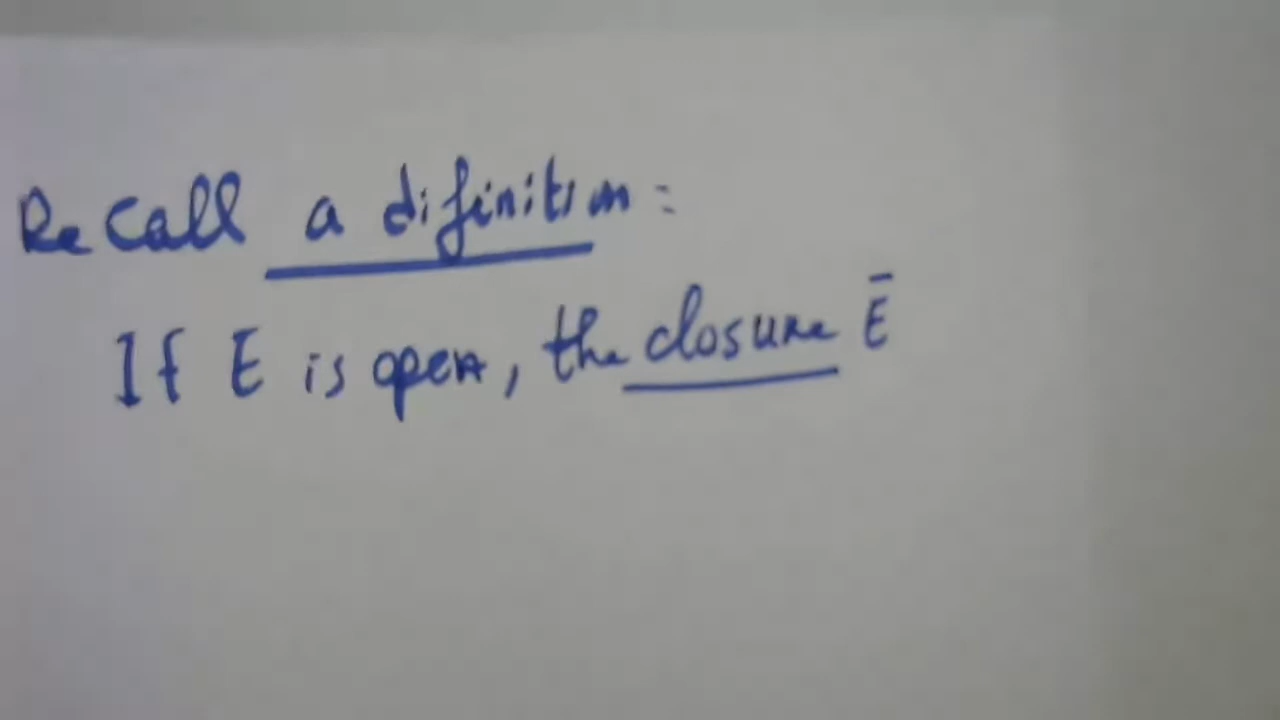 Recall a difinition:
If E is open, the closure Ē